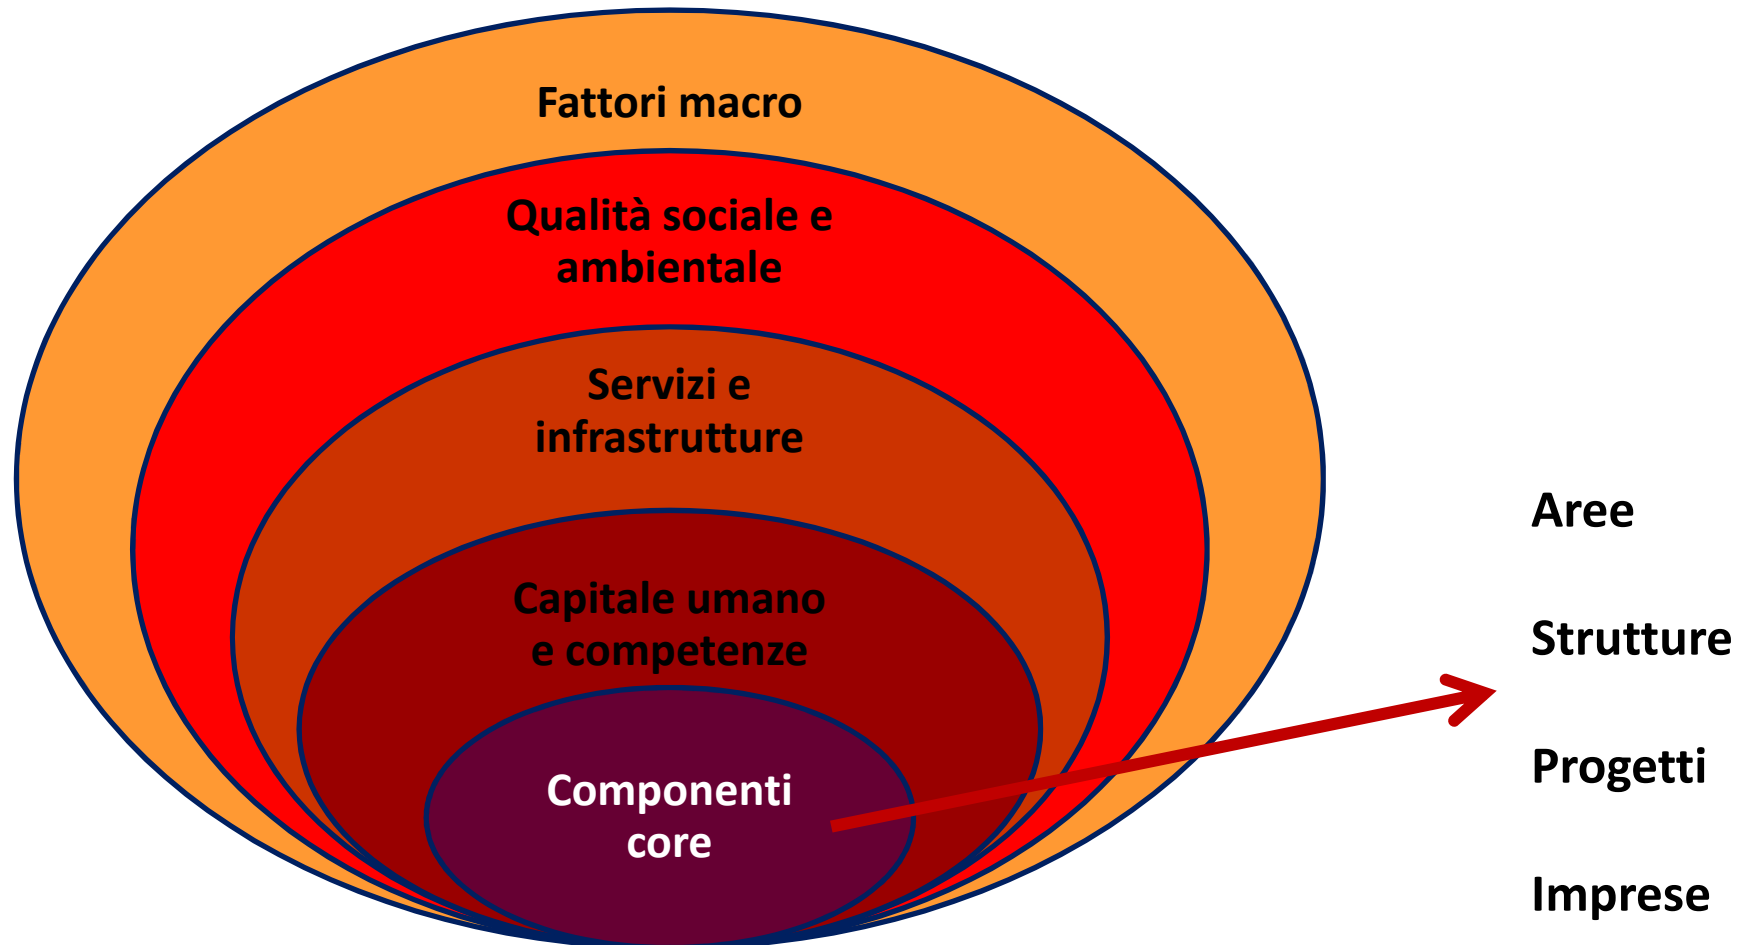 Fattori macro
Qualità sociale e
ambientale
Servizi e
infrastrutture
Capitale umano
e competenze
Componenti
core
Aree
Strutture
Progetti
Imprese